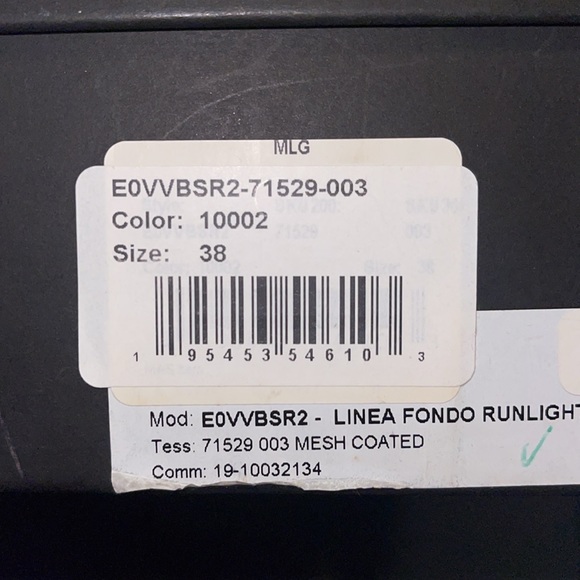 MLG
E0VVBSR2-71529-003
Color: 10002
Size: 38
1 95453 54610 3
Mod: E0VVBSR2 - LINEA FONDO RUNLIGHT
Tess: 71529 003 MESH COATED
Comm: 19-10032134